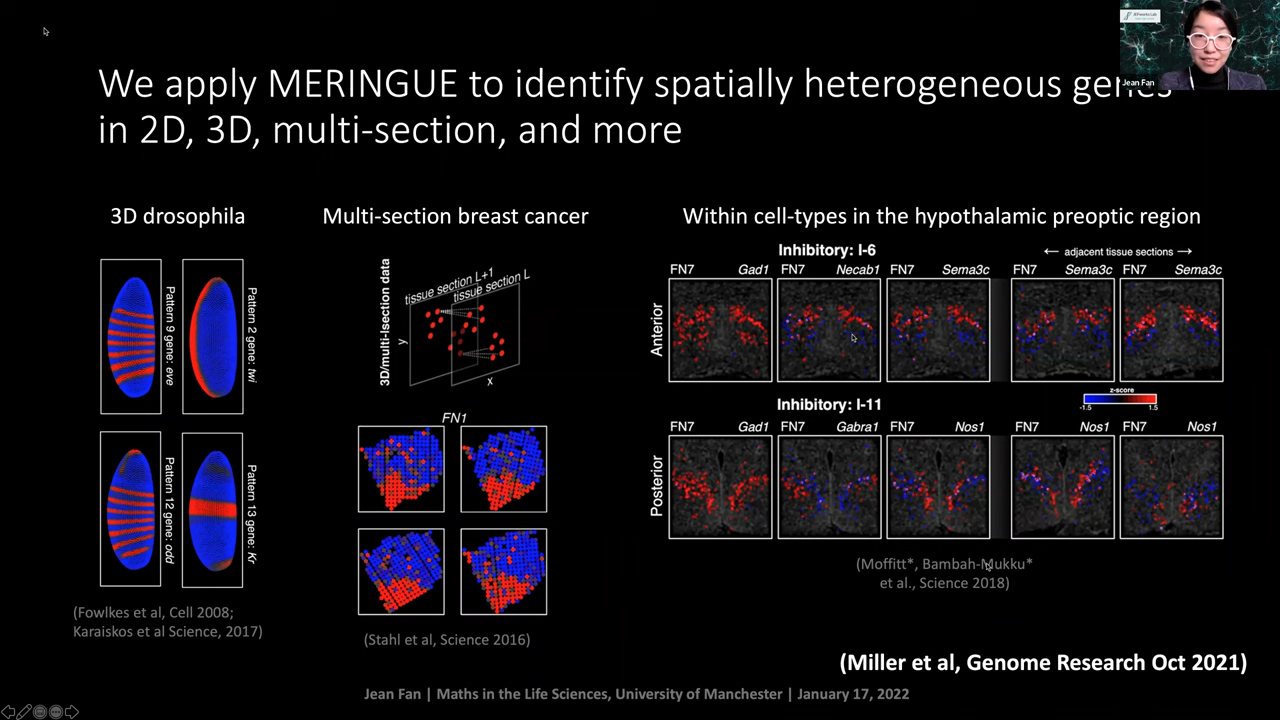 JEFworks Lab
Jean Fan
We apply MERINGUE to identify spatially heterogeneous genes
in 2D, 3D, multi-section, and more
3D drosophila
Pattern 9 gene: eve
Pattern 2 gene: twi
Pattern 12 gene: odd
Pattern 13 gene: Kr
(Fowlkes et al, Cell 2008;
Karaiskos et al Science, 2017)
Multi-section breast cancer
3D/multi-section data
tissue section L+1
tissue section L
y
x
FN1
(Stahl et al, Science 2016)
Within cell-types in the hypothalamic preoptic region
Inhibitory: I-6
← adjacent tissue sections →
FN7 Gad1 FN7 Necab1 FN7 Sema3c FN7 Sema3c FN7 Sema3c
Anterior
z-score
-1.5 1.5
Inhibitory: I-11
FN7 Gad1 FN7 Gabra1 FN7 Nos1 FN7 Nos1 FN7 Nos1
Posterior
(Moffitt*, Bambah-Mukku*
et al., Science 2018)
(Miller et al, Genome Research Oct 2021)
Jean Fan | Maths in the Life Sciences, University of Manchester | January 17, 2022